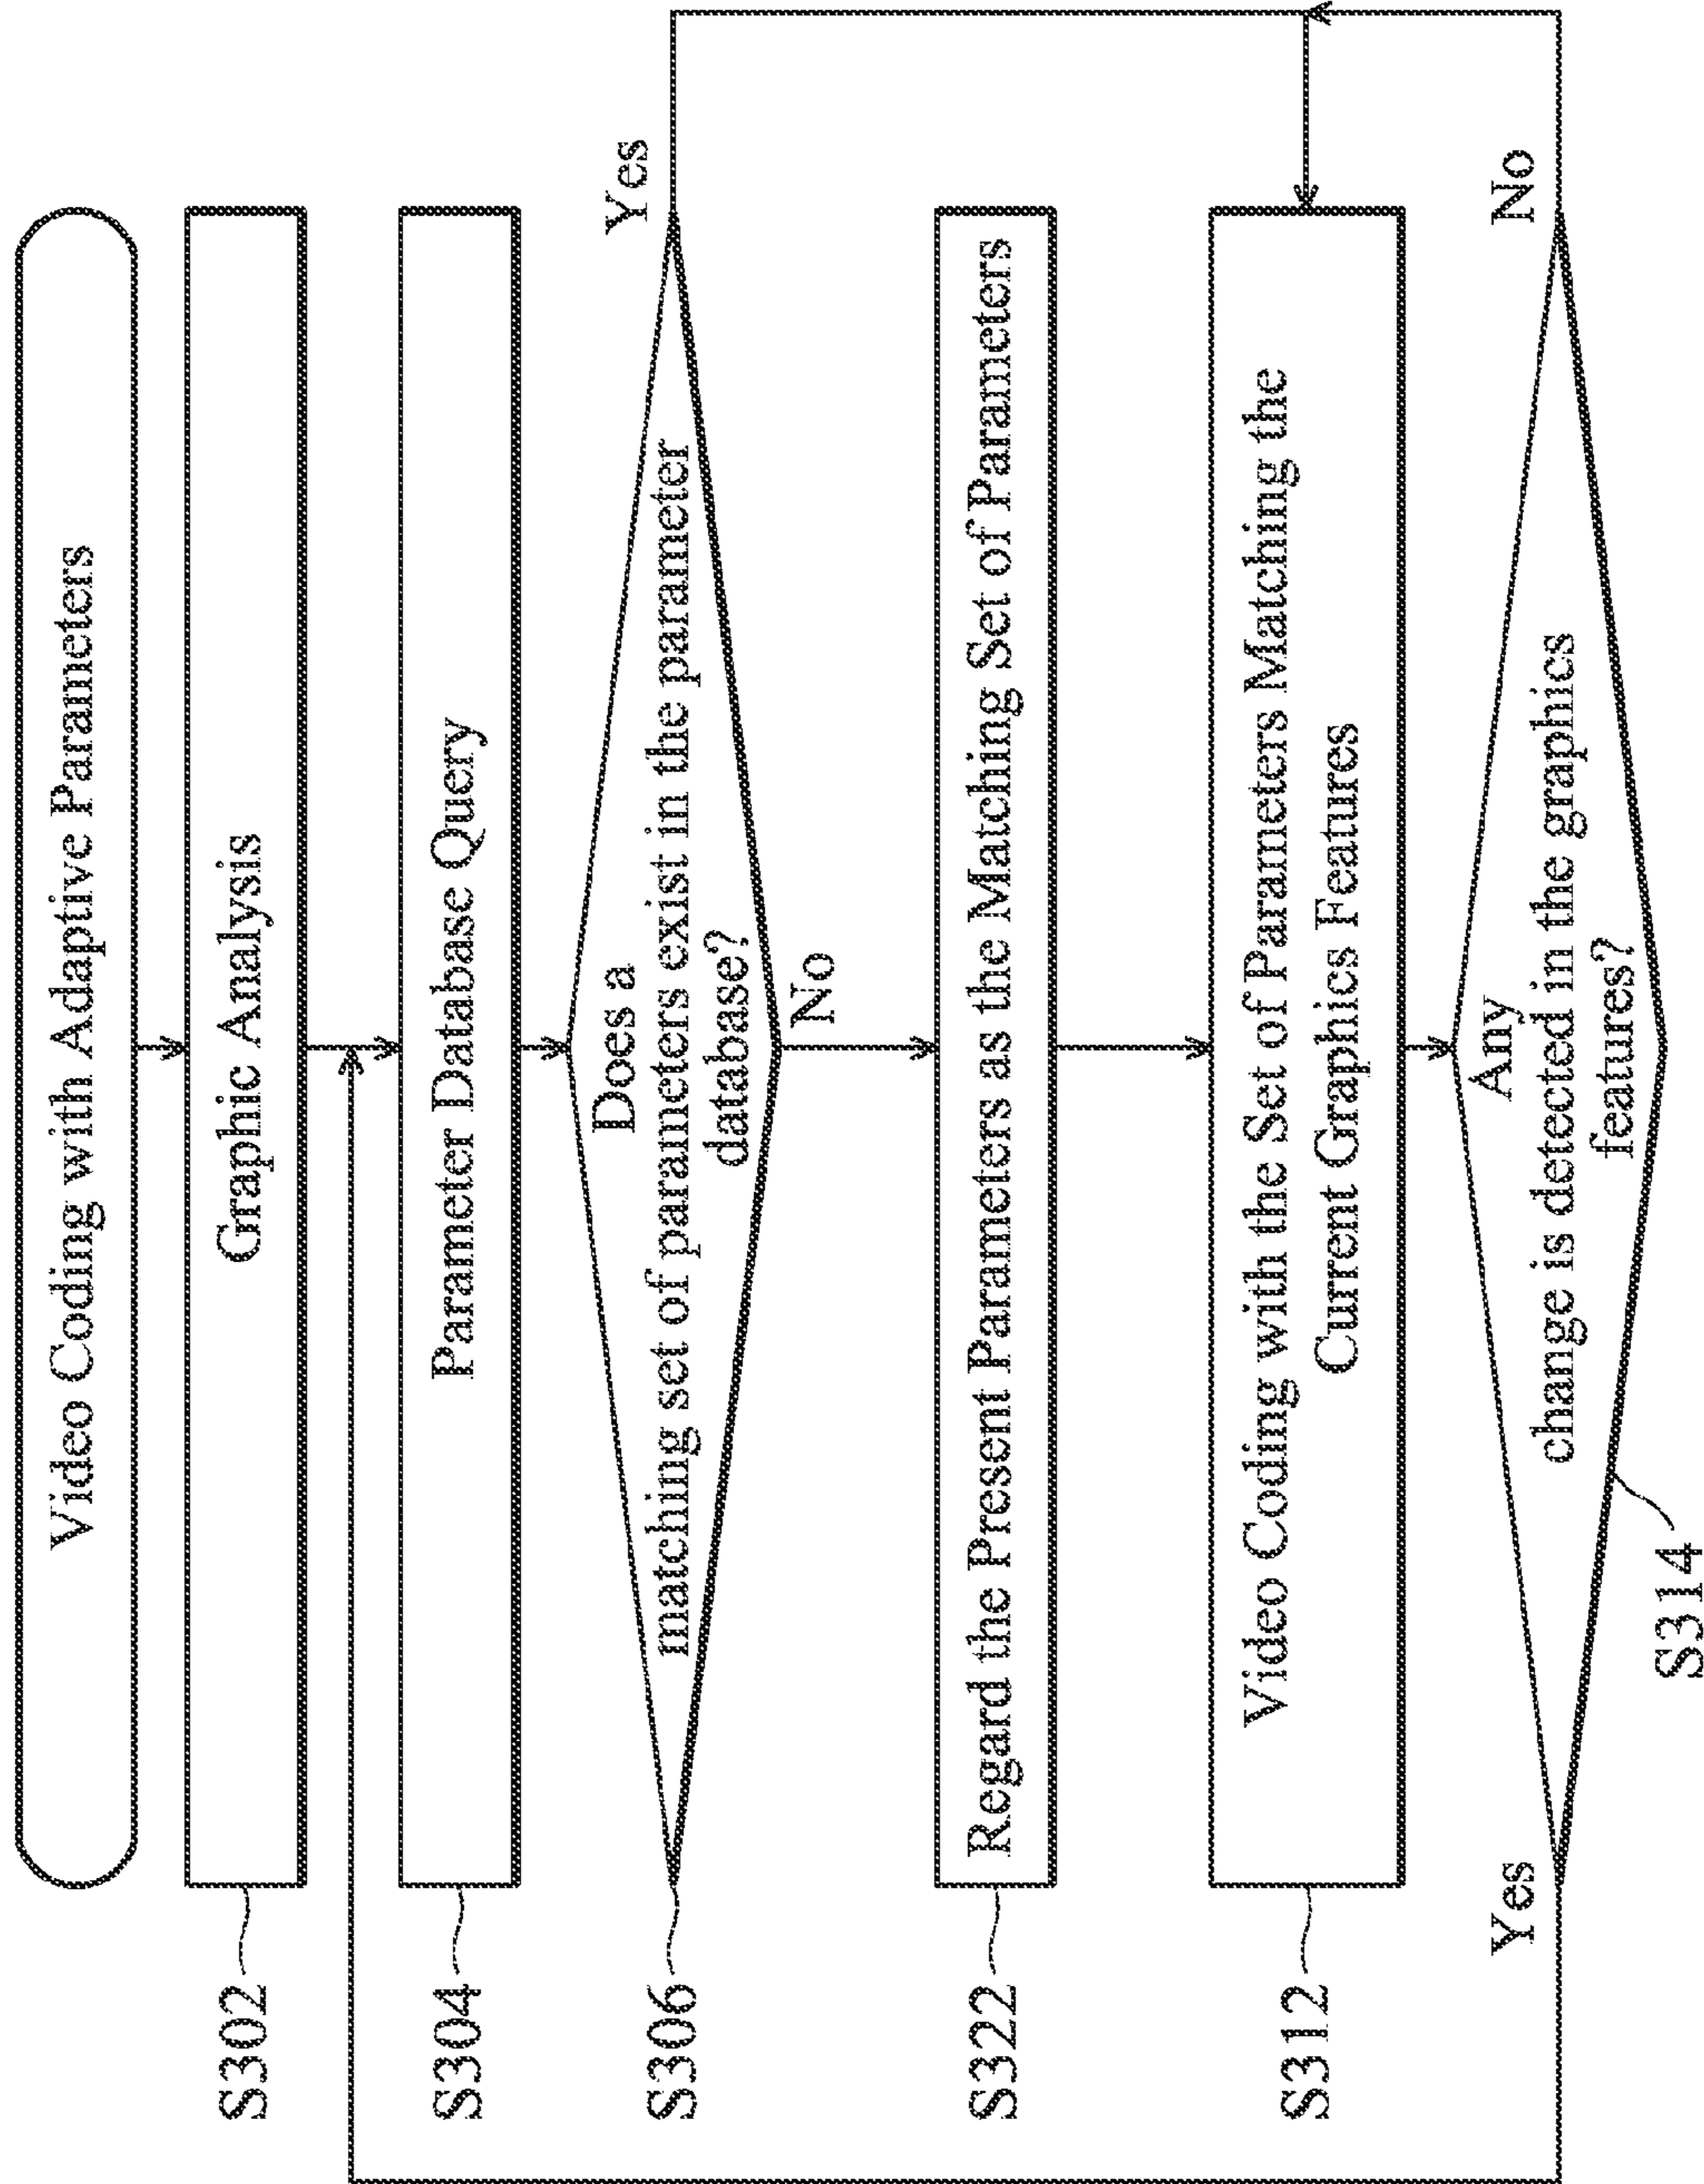 Video Coding with Adaptive Parameters
S302
Graphic Analysis
S304
Parameter Database Query
S306
Does a
matching set of parameters exist in the parameter
database?
Yes
No
S322
Regard the Present Parameters as the Matching Set of Parameters
S312
Video Coding with the Set of Parameters Matching the
Current Graphics Features
Yes
Any
change is detected in the graphics
features?
No
S314